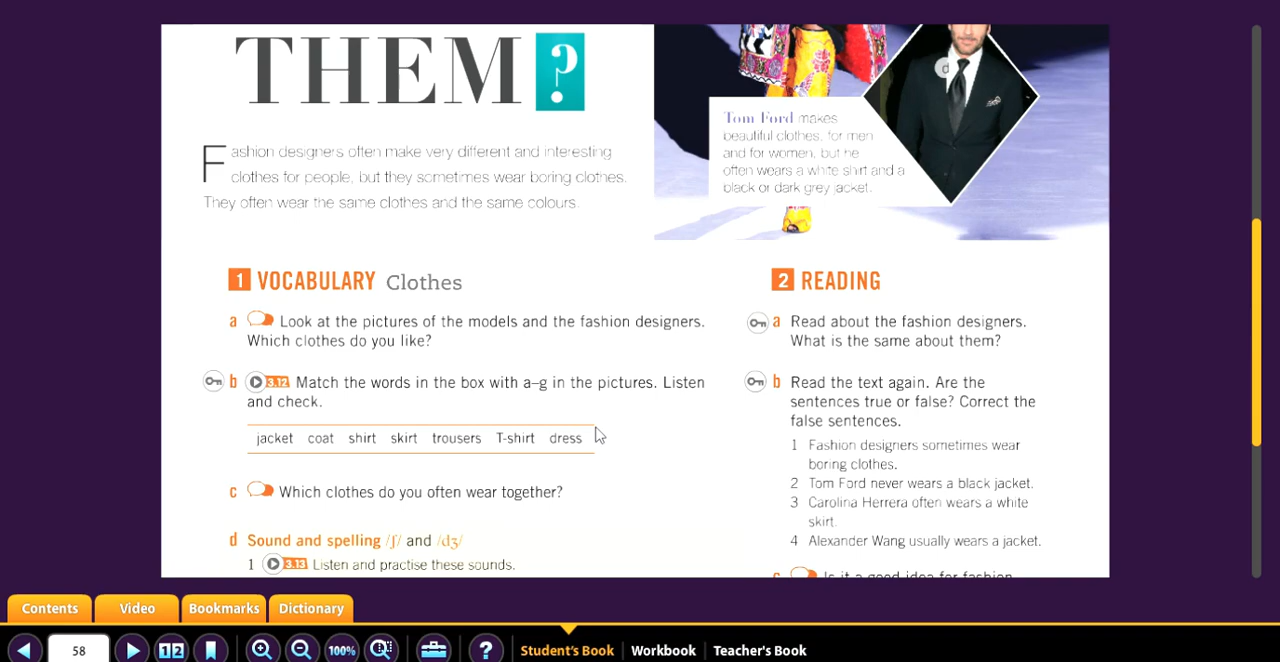 THEM?
Fashion designers often make very different and interesting
clothes for people, but they sometimes wear boring clothes.
They often wear the same clothes and the same colours.
d
Tom Ford makes
beautiful clothes, for men
and for women, but he
often wears a white shirt and a
black or dark grey jacket.
1 VOCABULARY Clothes
a Look at the pictures of the models and the fashion designers.
Which clothes do you like?
b 3.12 Match the words in the box with a–g in the pictures. Listen
and check.
jacket coat shirt skirt trousers T-shirt dress
c Which clothes do you often wear together?
d Sound and spelling /ʃ/ and /dʒ/
1 3.13 Listen and practise these sounds.
2 READING
a Read about the fashion designers.
What is the same about them?
b Read the text again. Are the
sentences true or false? Correct the
false sentences.
1 Fashion designers sometimes wear
boring clothes.
2 Tom Ford never wears a black jacket.
3 Carolina Herrera often wears a white
skirt.
4 Alexander Wang usually wears a jacket.
c Is it a good idea for fashion
Contents Video Bookmarks Dictionary
58 12 100% ? Student's Book Workbook Teacher's Book